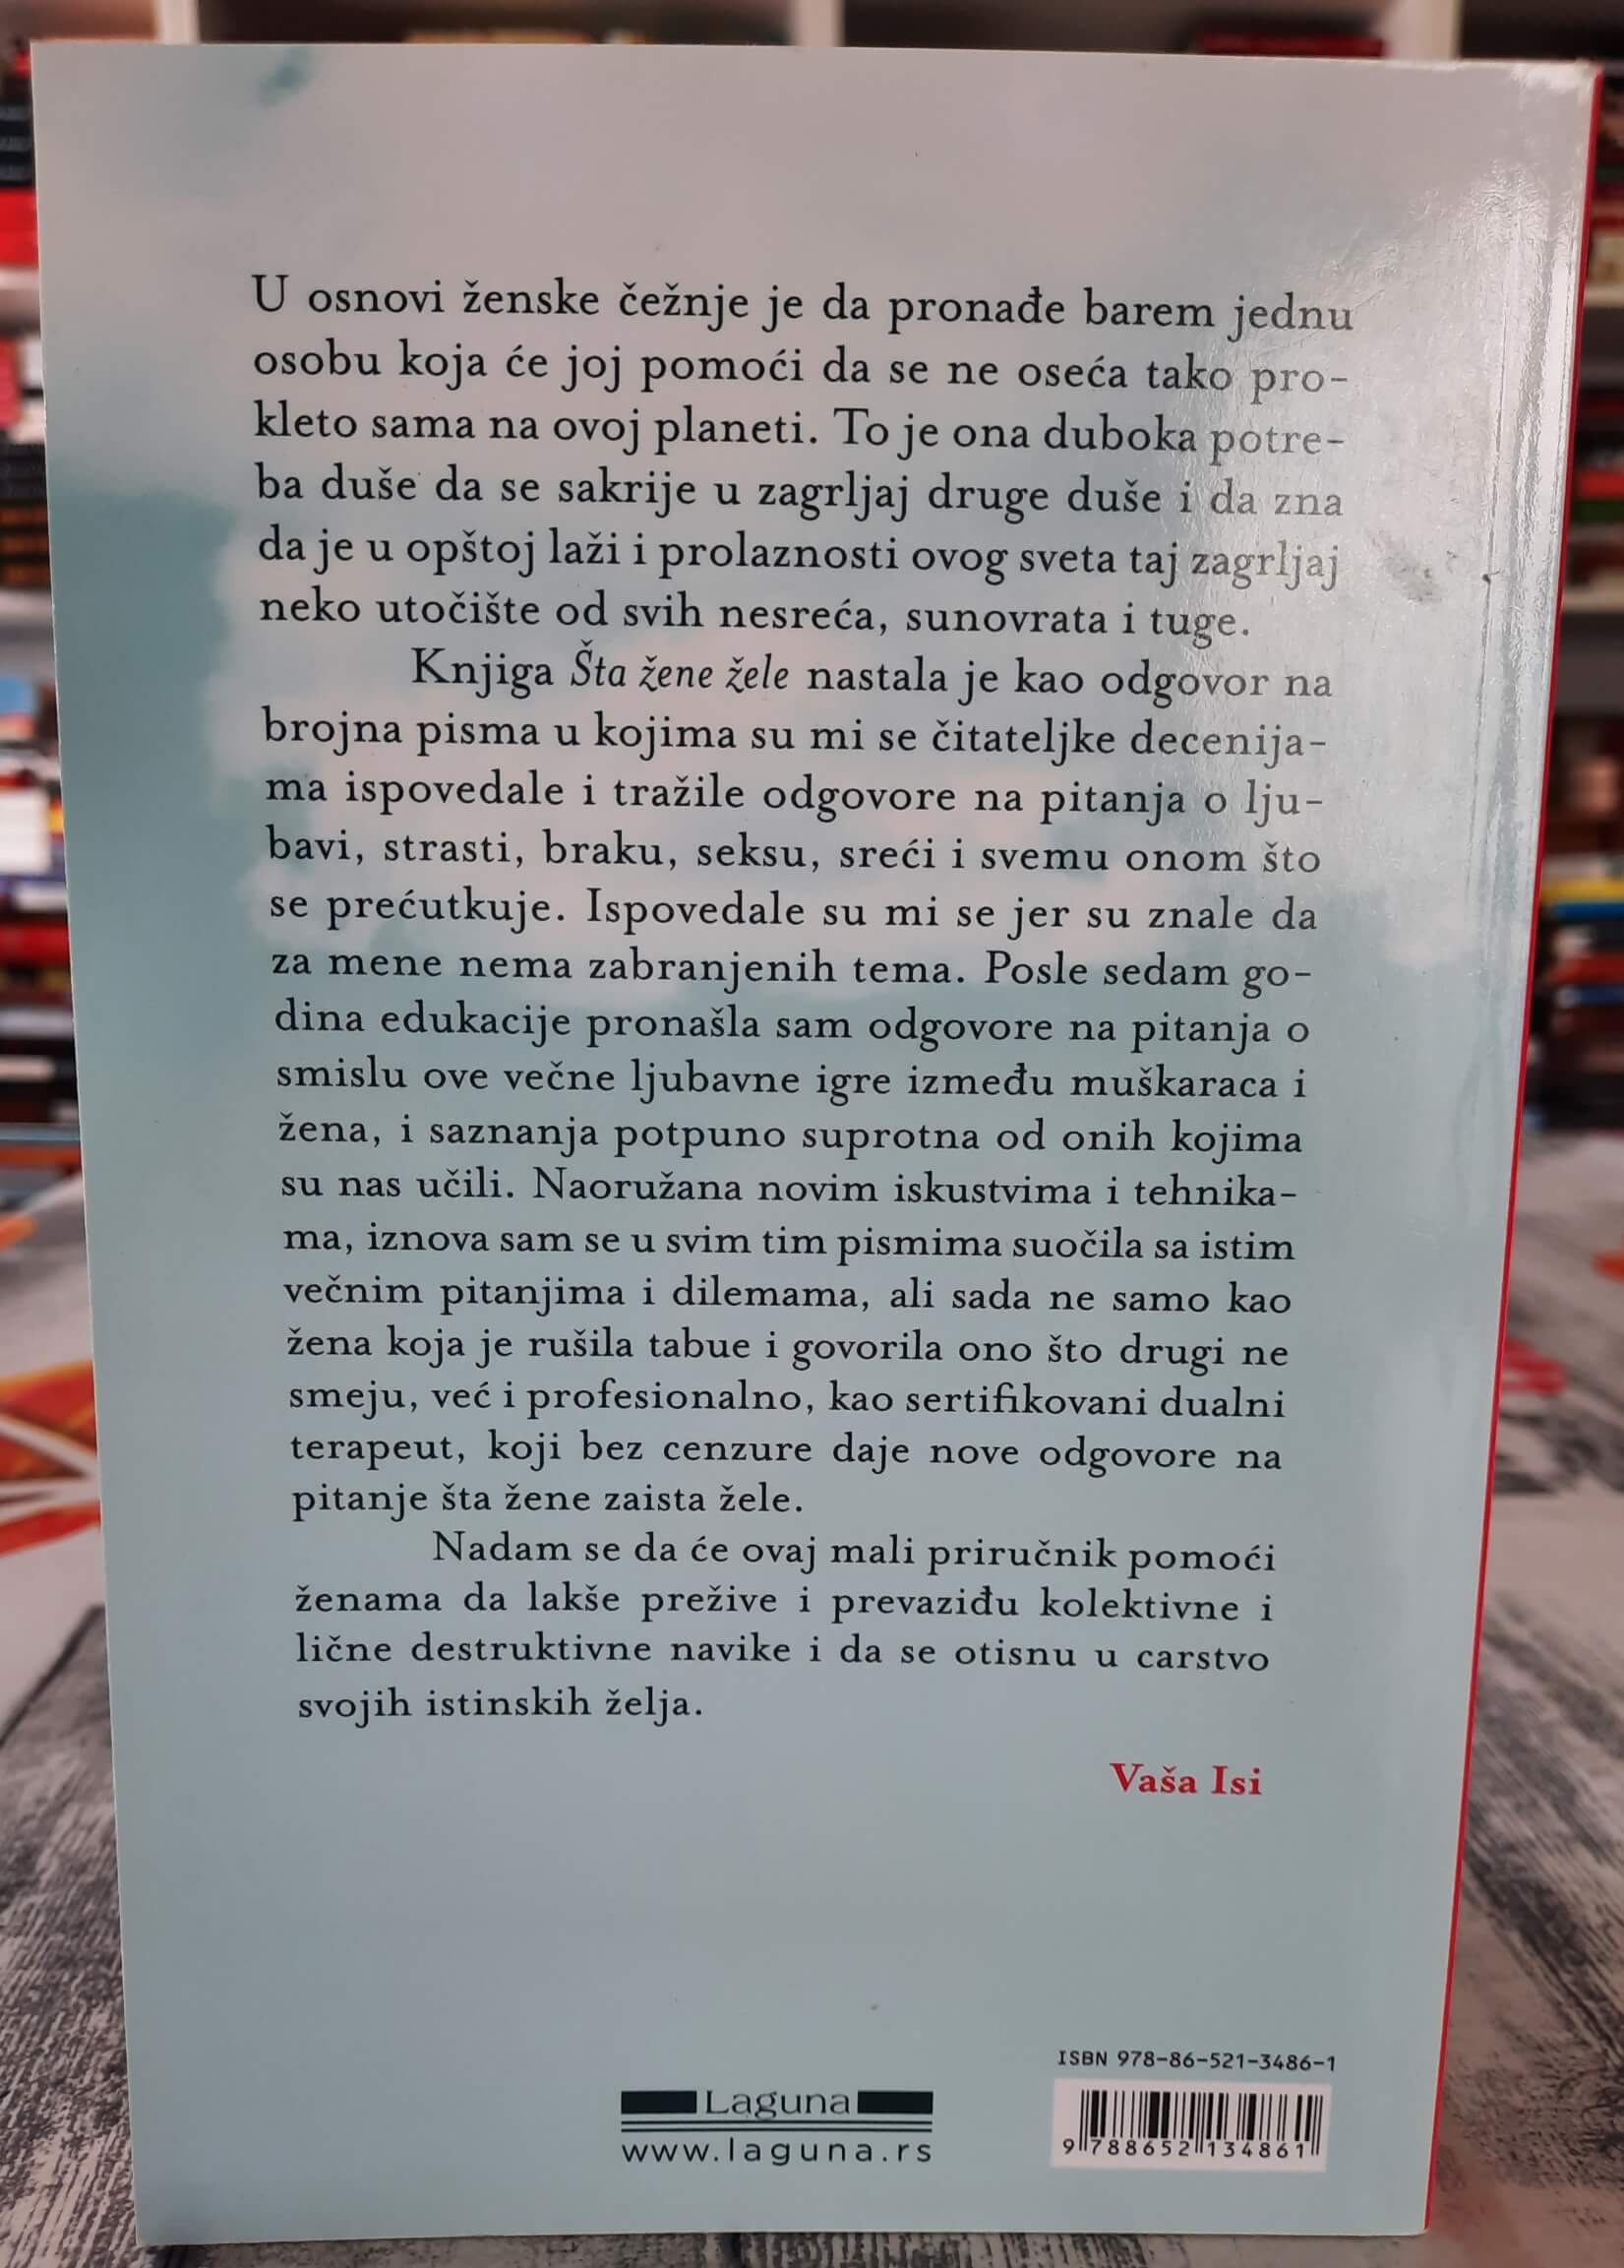 U osnovi ženske čežnje je da pronađe barem jednu
osobu koja će joj pomoći da se ne oseća tako pro-
kleto sama na ovoj planeti. To je ona duboka potre-
ba duše da se sakrije u zagrljaj druge duše i da zna
da je u opštoj laži i prolaznosti ovog sveta taj zagrljaj
neko utočište od svih nesreća, sunovrata i tuge.
Knjiga Šta žene žele nastala je kao odgovor na
brojna pisma u kojima su mi se čitateljke decenija-
ma ispovedale i tražile odgovore na pitanja o lju-
bavi, strasti, braku, seksu, sreći i svemu onom što
se prećutkuje. Ispovedale su mi se jer su znale da
za mene nema zabranjenih tema. Posle sedam go-
dina edukacije pronašla sam odgovore na pitanja o
smislu ove večne ljubavne igre između muškaraca i
žena, i saznanja potpuno suprotna od onih kojima
su nas učili. Naoružana novim iskustvima i tehnika-
ma, iznova sam se u svim tim pismima suočila sa istim
večnim pitanjima i dilemama, ali sada ne samo kao
žena koja je rušila tabue i govorila ono što drugi ne
smeju, već i profesionalno, kao sertifikovani dualni
terapeut, koji bez cenzure daje nove odgovore na
pitanje šta žene zaista žele.
Nadam se da će ovaj mali priručnik pomoći
ženama da lakše prežive i prevaziđu kolektivne i
lične destruktivne navike i da se otisnu u carstvo
svojih istinskih želja.
Vaša Isi
ISBN 978-86-521-3486-1
Laguna
www.laguna.rs
9 788652 134861